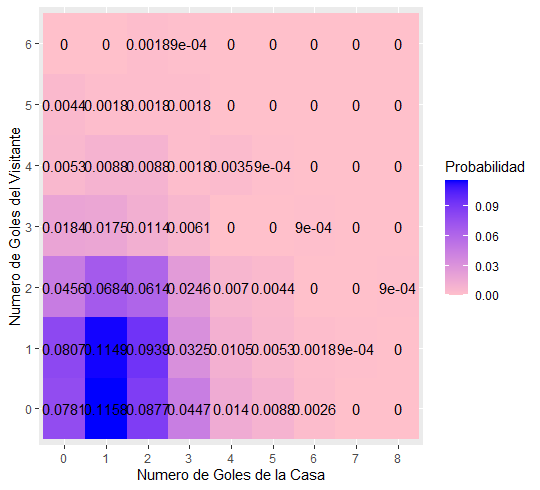 6 0 0 0.0018 9e-04 0 0 0 0 0
5 0.0044 0.0018 0.0018 0.0018 0 0 0 0 0
4 0.0053 0.0088 0.0088 0.0018 0.0035 9e-04 0 0 0
3 0.0184 0.0175 0.0114 0.0061 0 0 9e-04 0 0
2 0.0456 0.0684 0.0614 0.0246 0.007 0.0044 0 0 9e-04
1 0.0807 0.1149 0.0939 0.0325 0.0105 0.0053 0.0018 9e-04 0
0 0.0781 0.1158 0.0877 0.0447 0.014 0.0088 0.0026 0 0
0 1 2 3 4 5 6 7 8
Numero de Goles de la Casa
Numero de Goles del Visitante
Probabilidad
0.09
0.06
0.03
0.00